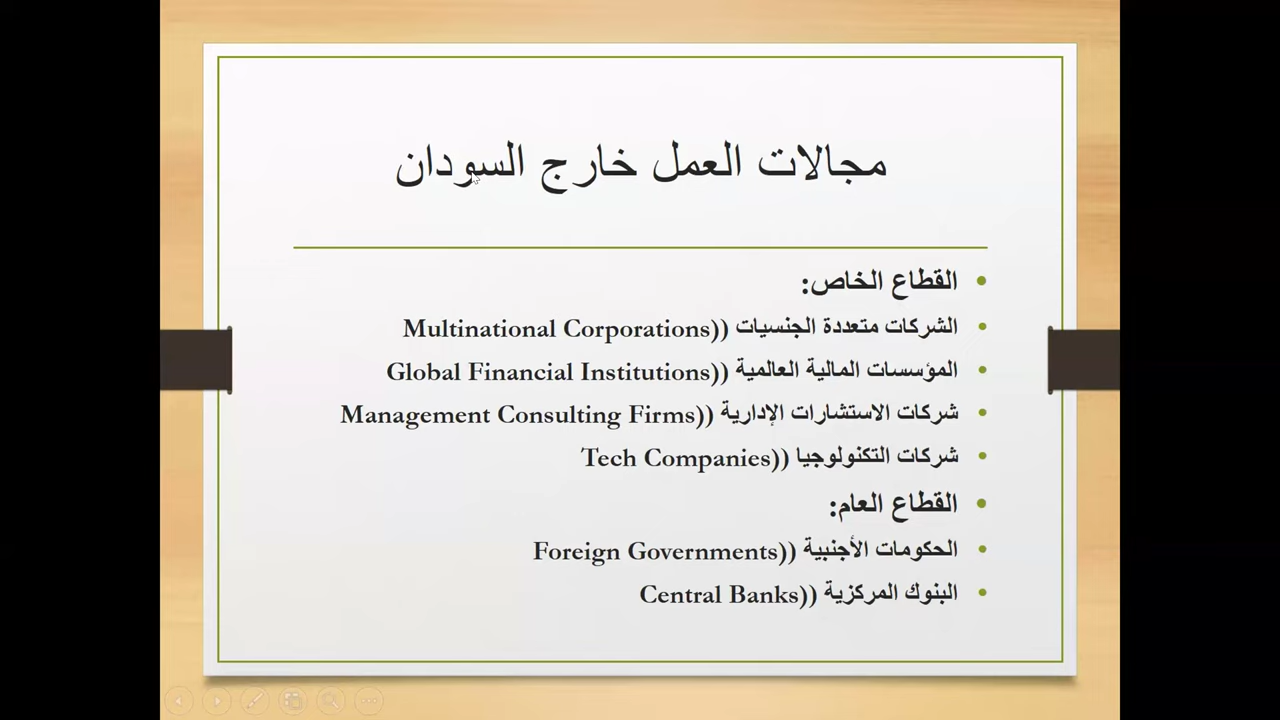 مجالات العمل خارج السودان
القطاع الخاص:
الشركات متعددة الجنسيات ((Multinational Corporations
المؤسسات المالية العالمية ((Global Financial Institutions
شركات الاستشارات الإدارية ((Management Consulting Firms
شركات التكنولوجيا ((Tech Companies
القطاع العام:
الحكومات الأجنبية ((Foreign Governments
البنوك المركزية ((Central Banks